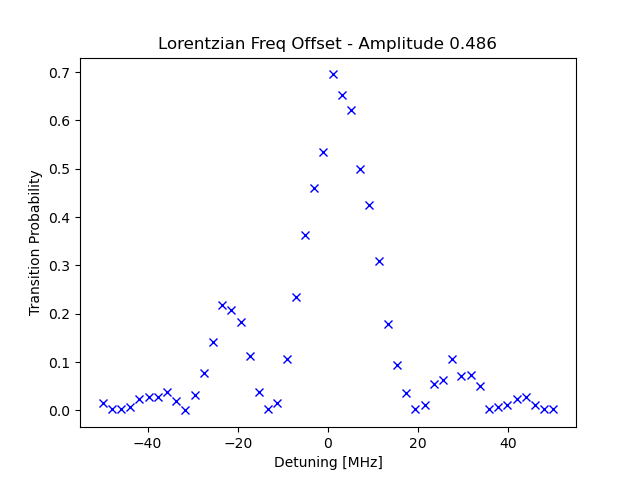 Lorentzian Freq Offset - Amplitude 0.486
Transition Probability
0.7
0.6
0.5
0.4
0.3
0.2
0.1
0.0
−40 −20 0 20 40
Detuning [MHz]